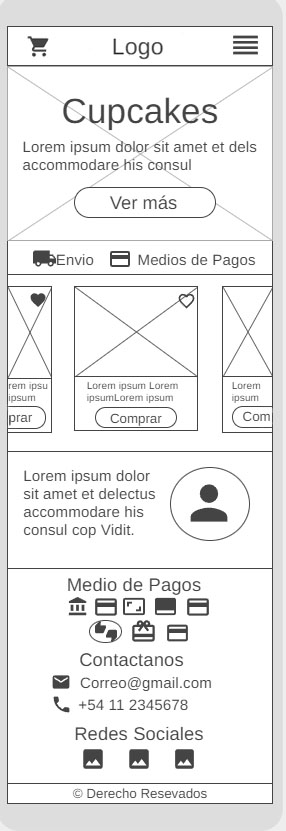 Logo
Cupcakes
Lorem ipsum dolor sit amet et dels
accommodare his consul
Ver más
Envio
Medios de Pagos
rem ipsu
ipsum
prar
Lorem ipsum Lorem
ipsumLorem ipsum
Comprar
Lorem
ipsum
Com
Lorem ipsum dolor
sit amet et delectus
accommodare his
consul cop Vidit.
Medio de Pagos
Contactanos
Correo@gmail.com
+54 11 2345678
Redes Sociales
© Derecho Resevados